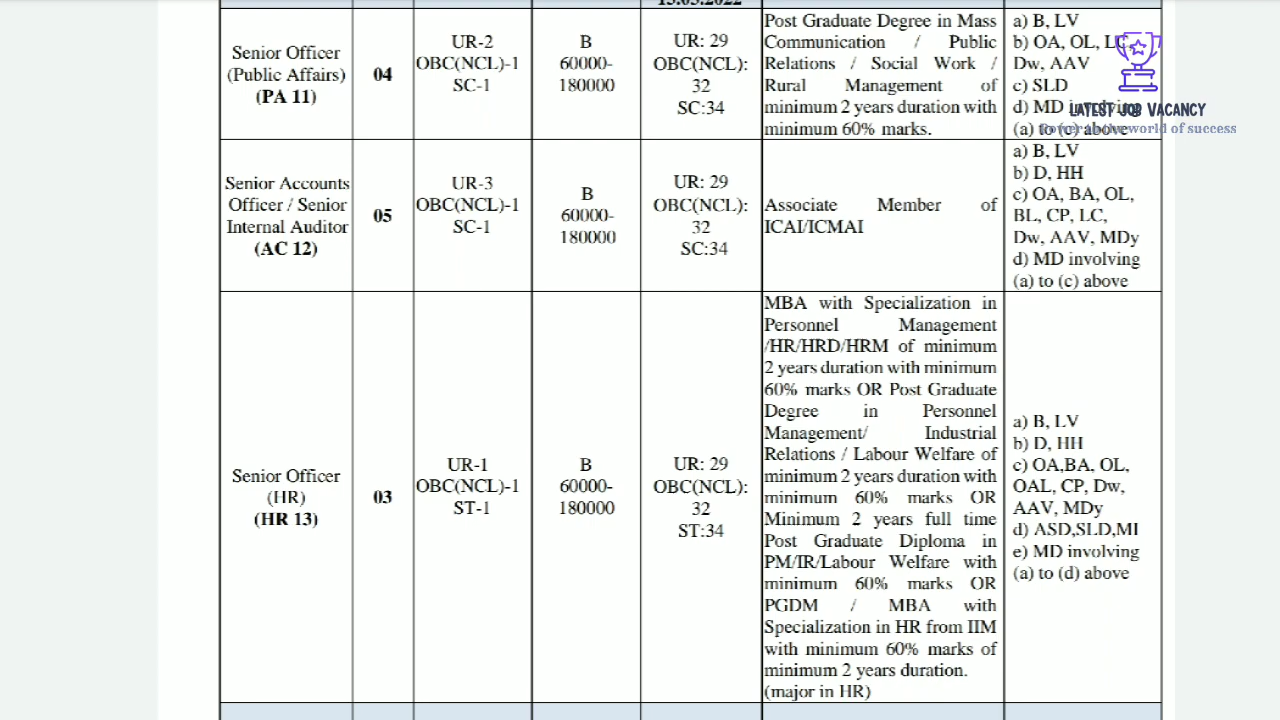 15.05.2022
Senior Officer
(Public Affairs)
(PA 11)
04
UR-2
OBC(NCL)-1
SC-1
B
60000-
180000
UR: 29
OBC(NCL):
32
SC:34
Post Graduate Degree in Mass
Communication / Public
Relations / Social Work /
Rural Management of
minimum 2 years duration with
minimum 60% marks.
a) B, LV
b) OA, OL, LC,
Dw, AAV
c) SLD
d) MD involving
(a) to (c) above
LATEST JOB VACANCY
world of success
Senior Accounts
Officer / Senior
Internal Auditor
(AC 12)
05
UR-3
OBC(NCL)-1
SC-1
B
60000-
180000
UR: 29
OBC(NCL):
32
SC:34
Associate Member of
ICAI/ICMAI
a) B, LV
b) D, HH
c) OA, BA, OL,
BL, CP, LC,
Dw, AAV, MDy
d) MD involving
(a) to (c) above
Senior Officer
(HR)
(HR 13)
03
UR-1
OBC(NCL)-1
ST-1
B
60000-
180000
UR: 29
OBC(NCL):
32
ST:34
MBA with Specialization in
Personnel Management
/HR/HRD/HRM of minimum
2 years duration with minimum
60% marks OR Post Graduate
Degree in Personnel
Management/ Industrial
Relations / Labour Welfare of
minimum 2 years duration with
minimum 60% marks OR
Minimum 2 years full time
Post Graduate Diploma in
PM/IR/Labour Welfare with
minimum 60% marks OR
PGDM / MBA with
Specialization in HR from IIM
with minimum 60% marks of
minimum 2 years duration.
(major in HR)
a) B, LV
b) D, HH
c) OA,BA, OL,
OAL, CP, Dw,
AAV, MDy
d) ASD,SLD,MI
e) MD involving
(a) to (d) above